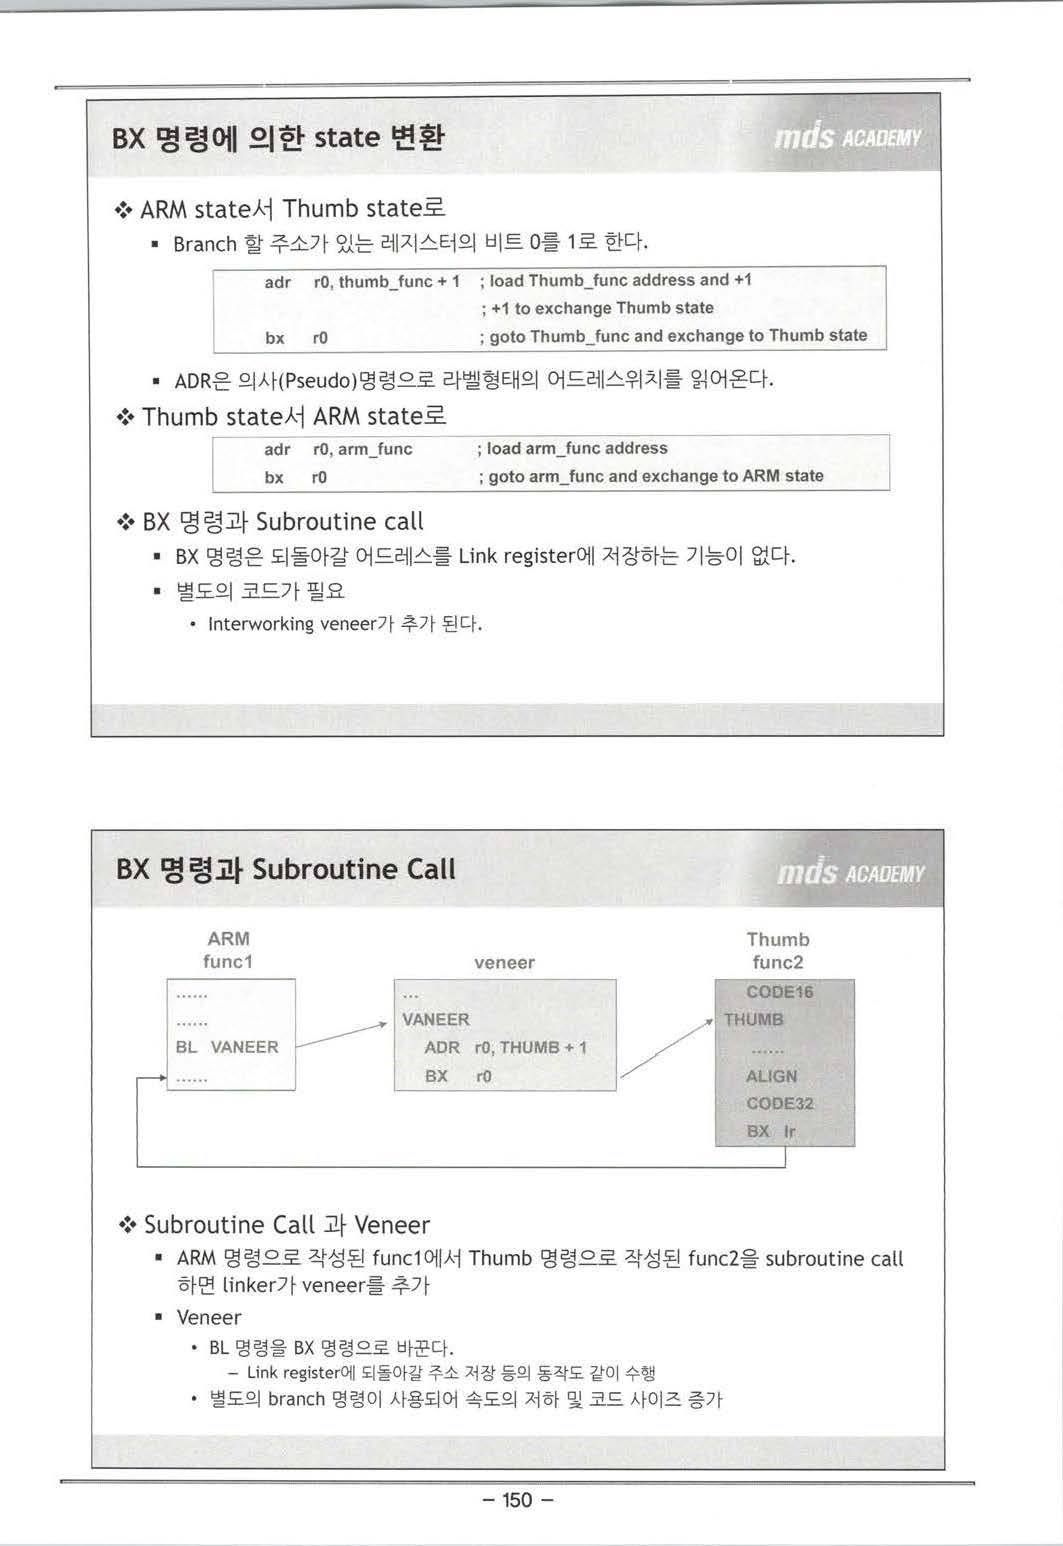 BX 명령에 의한 state 변환
mds ACADEMY
❖ ARM state서 Thumb state로
▪ Branch 할 주소가 있는 레지스터의 비트 0를 1로 한다.
adr r0, thumb_func + 1 ; load Thumb_func address and +1
; +1 to exchange Thumb state
bx r0 ; goto Thumb_func and exchange to Thumb state
▪ ADR은 의사(Pseudo)명령으로 라벨형태의 어드레스위치를 읽어온다.
❖ Thumb state서 ARM state로
adr r0, arm_func ; load arm_func address
bx r0 ; goto arm_func and exchange to ARM state
❖ BX 명령과 Subroutine call
▪ BX 명령은 되돌아갈 어드레스를 Link register에 저장하는 기능이 없다.
▪ 별도의 코드가 필요
• Interworking veneer가 추가 된다.
BX 명령과 Subroutine Call
mds ACADEMY
ARM
func1
......
......
BL VANEER
......
veneer
...
VANEER
ADR r0, THUMB + 1
BX r0
Thumb
func2
CODE16
THUMB
......
ALIGN
CODE32
BX lr
❖ Subroutine Call 과 Veneer
▪ ARM 명령으로 작성된 func1에서 Thumb 명령으로 작성된 func2을 subroutine call
하면 linker가 veneer를 추가
▪ Veneer
• BL 명령을 BX 명령으로 바꾼다.
– Link register에 되돌아갈 주소 저장 등의 동작도 같이 수행
• 별도의 branch 명령이 사용되어 속도의 저하 및 코드 사이즈 증가
– 150 –